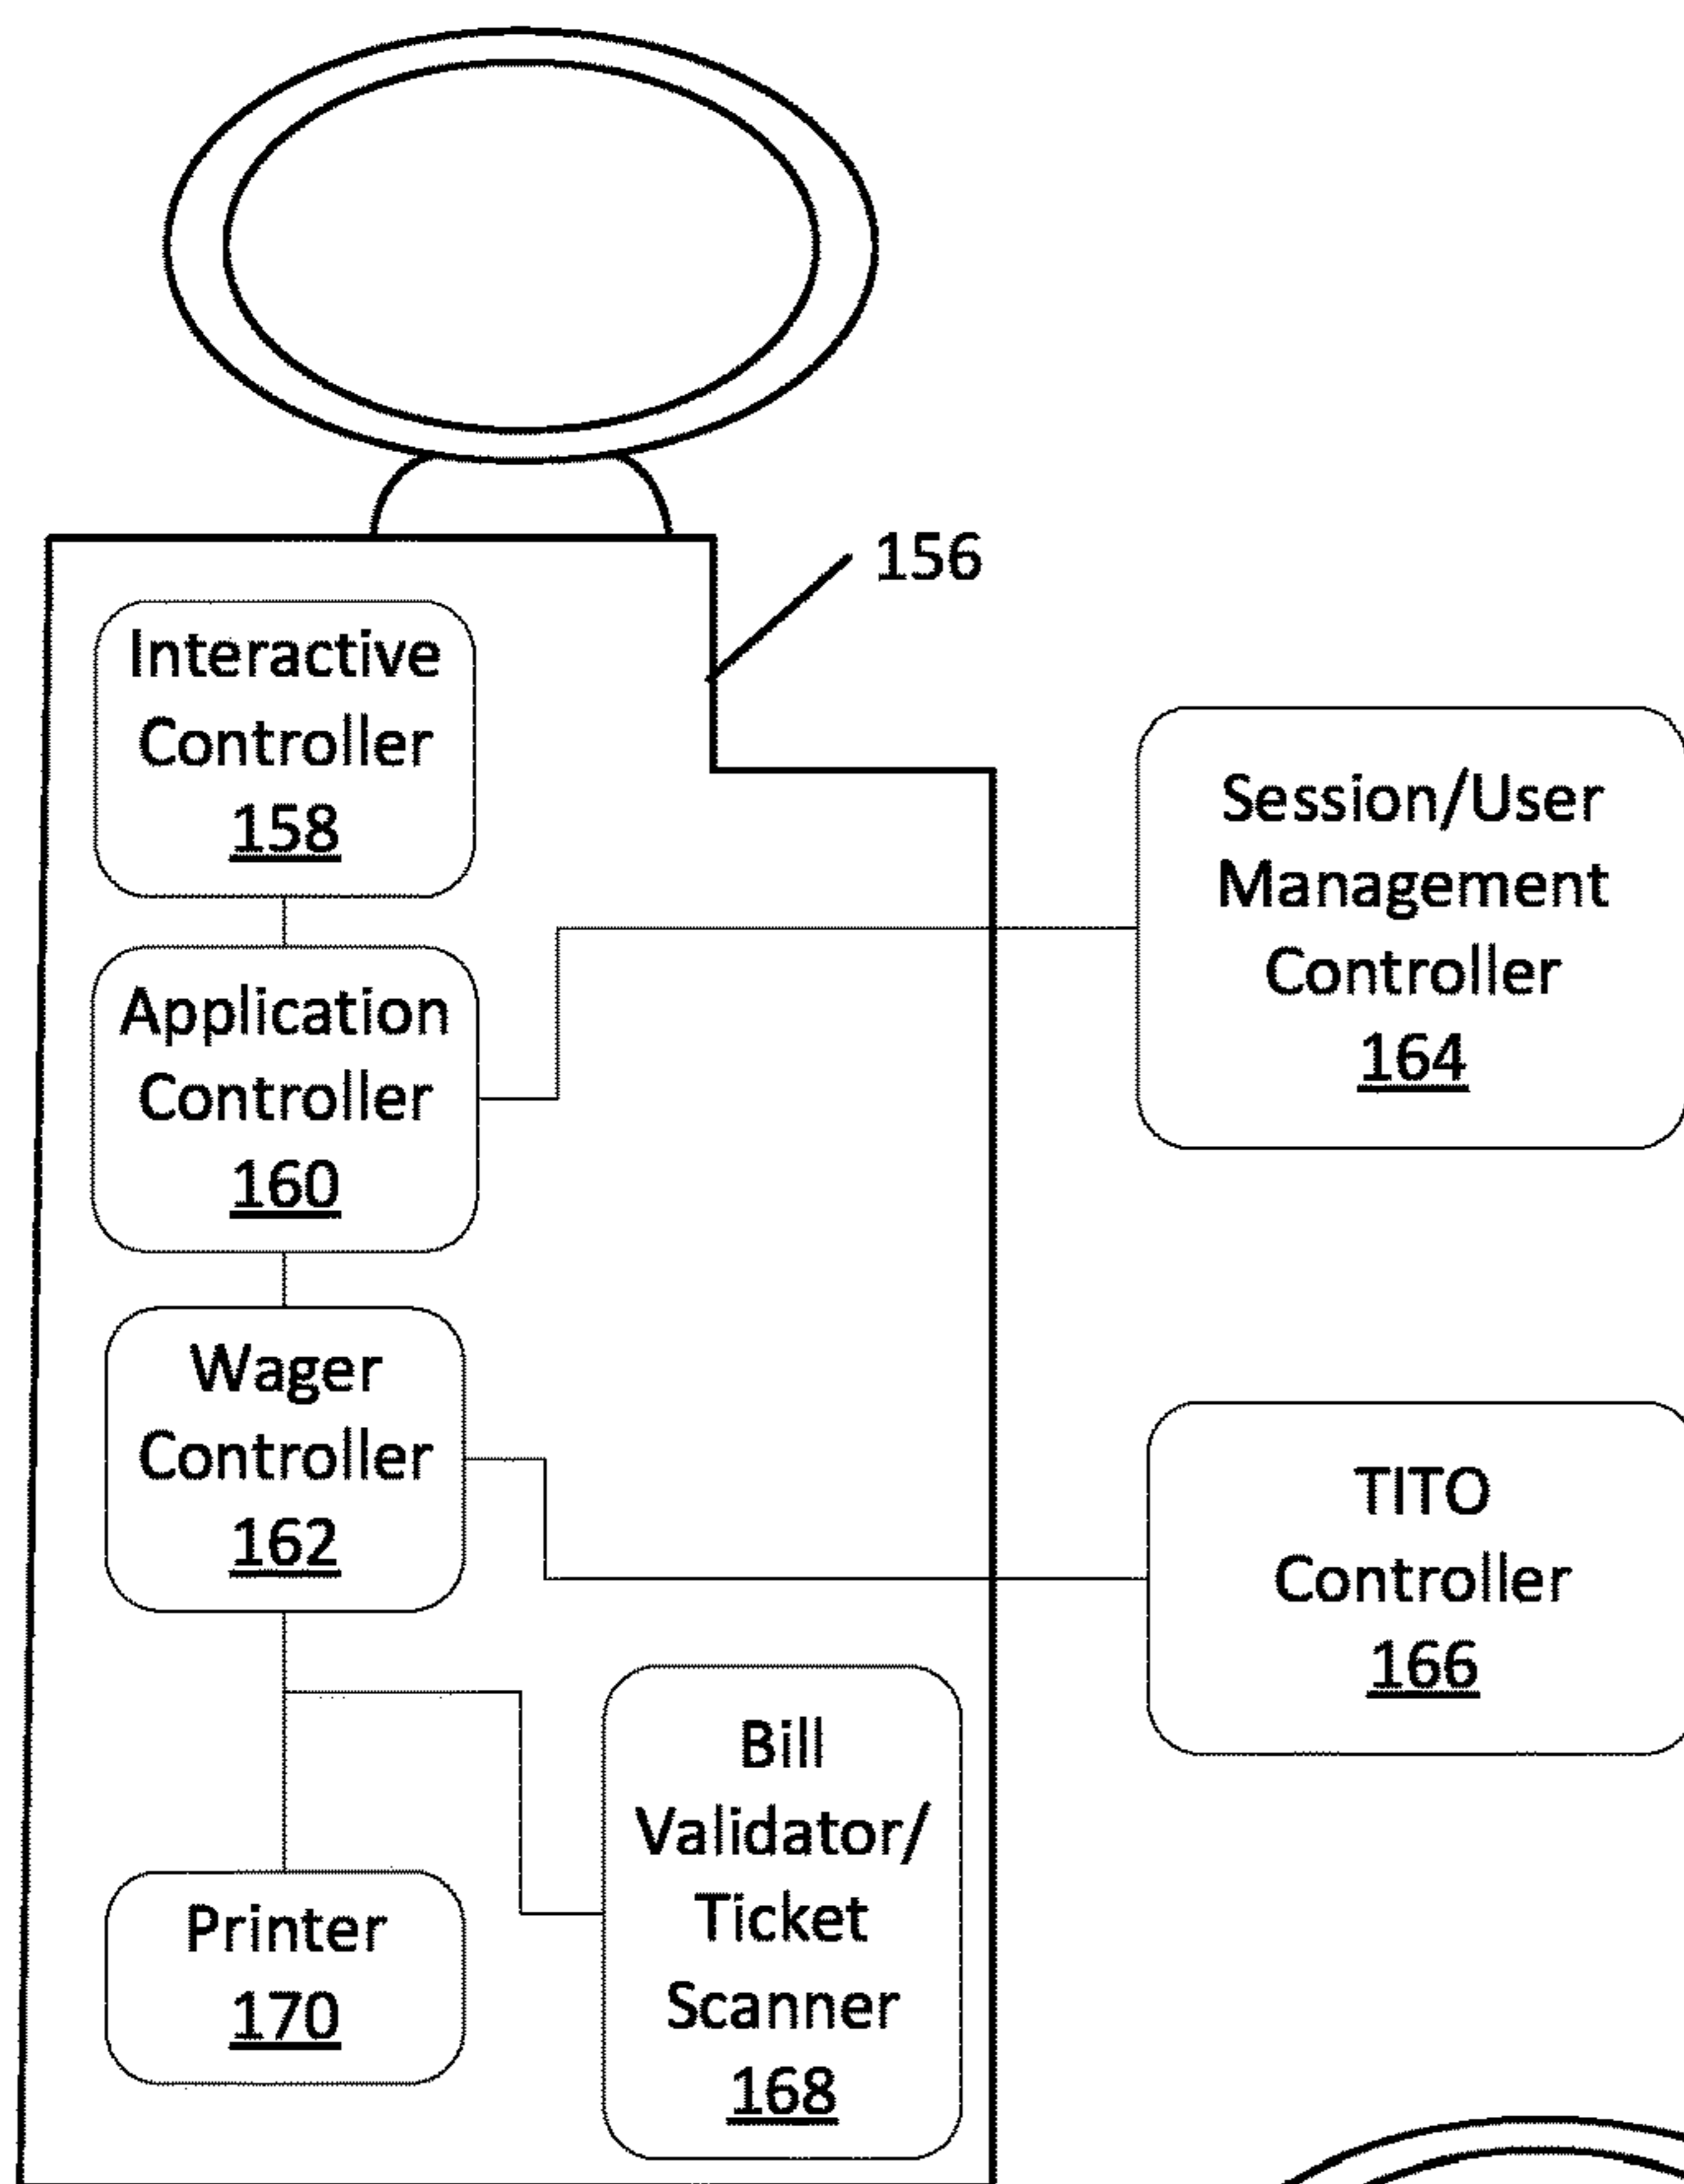 156
Interactive
Controller
158
Session/User
Management
Controller
164
Application
Controller
160
Wager
Controller
162
TITO
Controller
166
Bill
Validator/
Ticket
Scanner
168
Printer
170